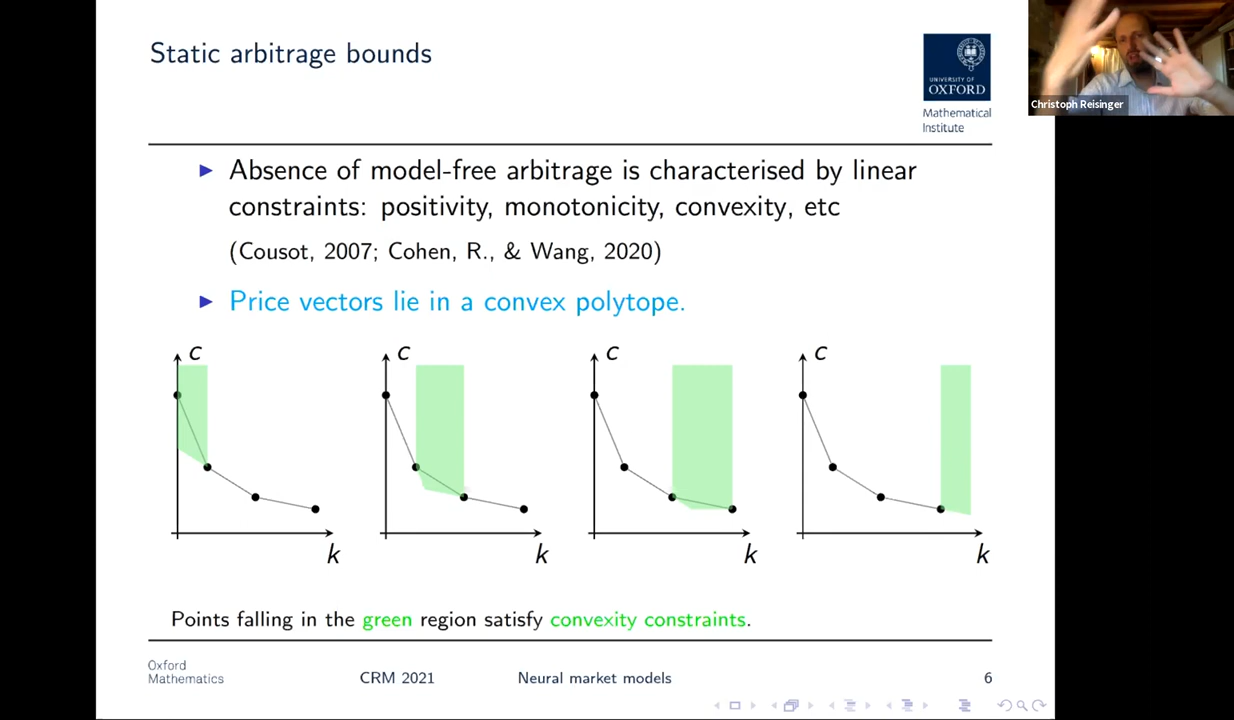 Static arbitrage bounds
UNIVERSITY OF
OXFORD
Mathematical
Institute
Christoph Reisinger
Absence of model-free arbitrage is characterised by linear
constraints: positivity, monotonicity, convexity, etc
(Cousot, 2007; Cohen, R., & Wang, 2020)
Price vectors lie in a convex polytope.
c c c c
k k k k
Points falling in the green region satisfy convexity constraints.
Oxford
Mathematics
CRM 2021 Neural market models 6